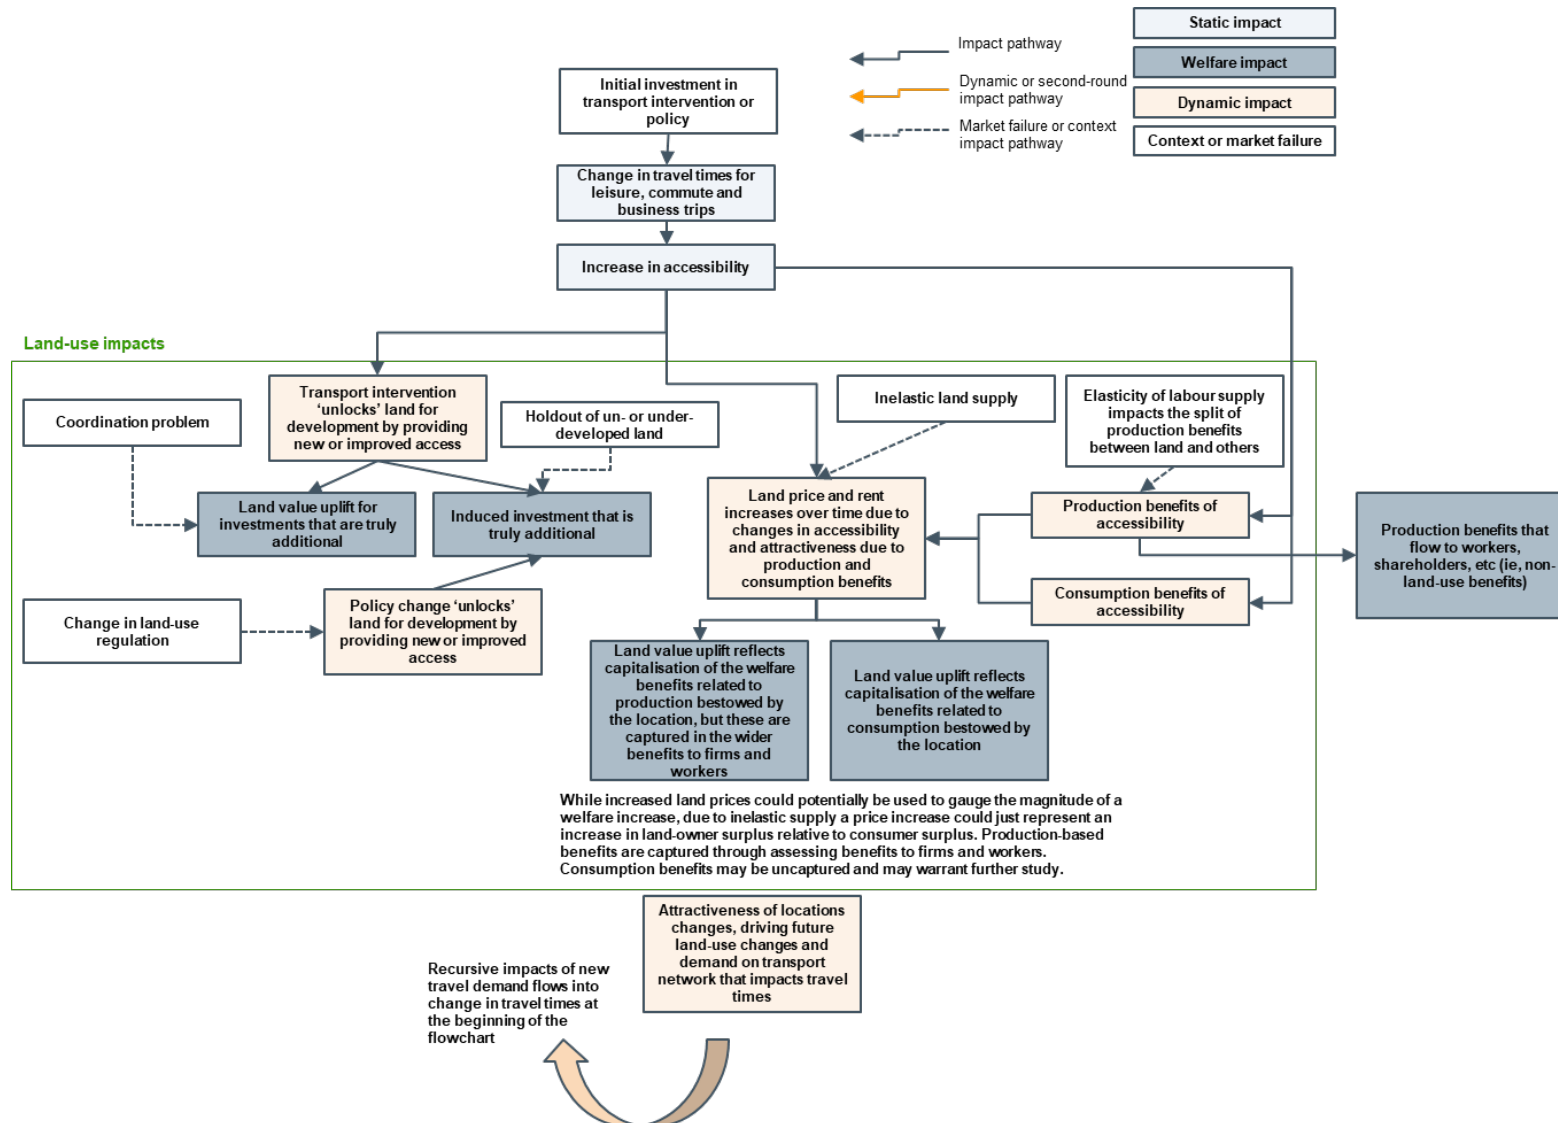 Static impact
Impact pathway
Welfare impact
Initial investment in
transport intervention or
policy
Dynamic or second-round
impact pathway
Dynamic impact
Market failure or context
impact pathway
Context or market failure
Change in travel times for
leisure, commute and
business trips
Increase in accessibility
Land-use impacts
Transport intervention
‘unlocks’ land for
development by providing
new or improved access
Coordination problem
Holdout of un- or under-
developed land
Inelastic land supply
Elasticity of labour supply
impacts the split of
production benefits
between land and others
Land value uplift for
investments that are truly
additional
Induced investment that is
truly additional
Land price and rent
increases over time due to
changes in accessibility
and attractiveness due to
production and
consumption benefits
Production benefits of
accessibility
Production benefits that
flow to workers,
shareholders, etc (ie, non-
land-use benefits)
Consumption benefits of
accessibility
Change in land-use
regulation
Policy change ‘unlocks’
land for development by
providing new or improved
access
Land value uplift reflects
capitalisation of the welfare
benefits related to
production bestowed by
the location, but these are
captured in the wider
benefits to firms and
workers
Land value uplift reflects
capitalisation of the welfare
benefits related to
consumption bestowed by
the location
While increased land prices could potentially be used to gauge the magnitude of a
welfare increase, due to inelastic supply a price increase could just represent an
increase in land-owner surplus relative to consumer surplus. Production-based
benefits are captured through assessing benefits to firms and workers.
Consumption benefits may be uncaptured and may warrant further study.
Attractiveness of locations
changes, driving future
land-use changes and
demand on transport
network that impacts travel
times
Recursive impacts of new
travel demand flows into
change in travel times at
the beginning of the
flowchart